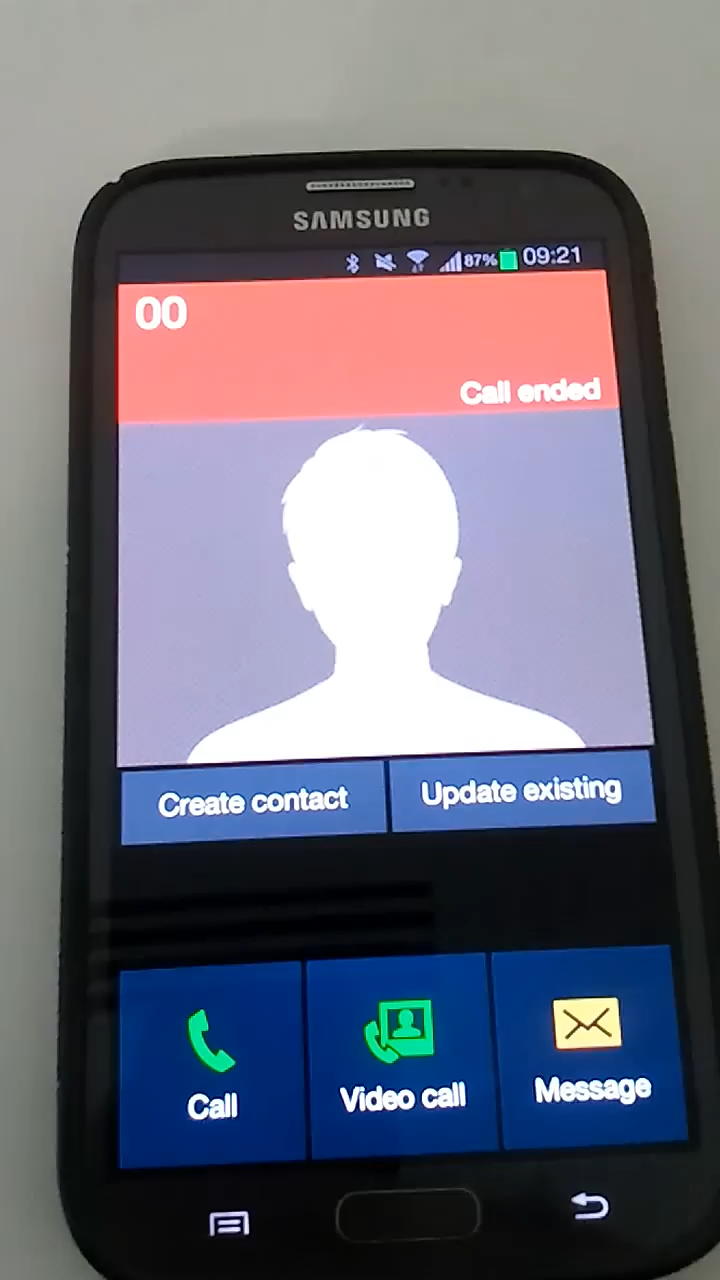 SAMSUNG
87% 09:21
00
Call ended
Create contact
Update existing
Call
Video call
Message